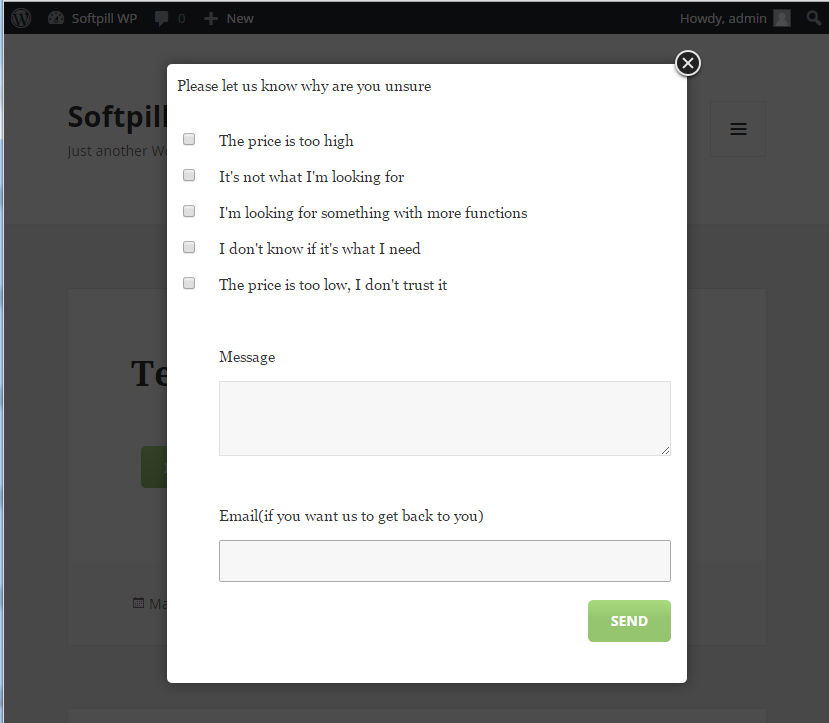 Softpill WP 0 New Howdy, admin
Please let us know why are you unsure
Softpill
Just another
The price is too high
It's not what I'm looking for
I'm looking for something with more functions
I don't know if it's what I need
The price is too low, I don't trust it
Message
Email(if you want us to get back to you)
SEND